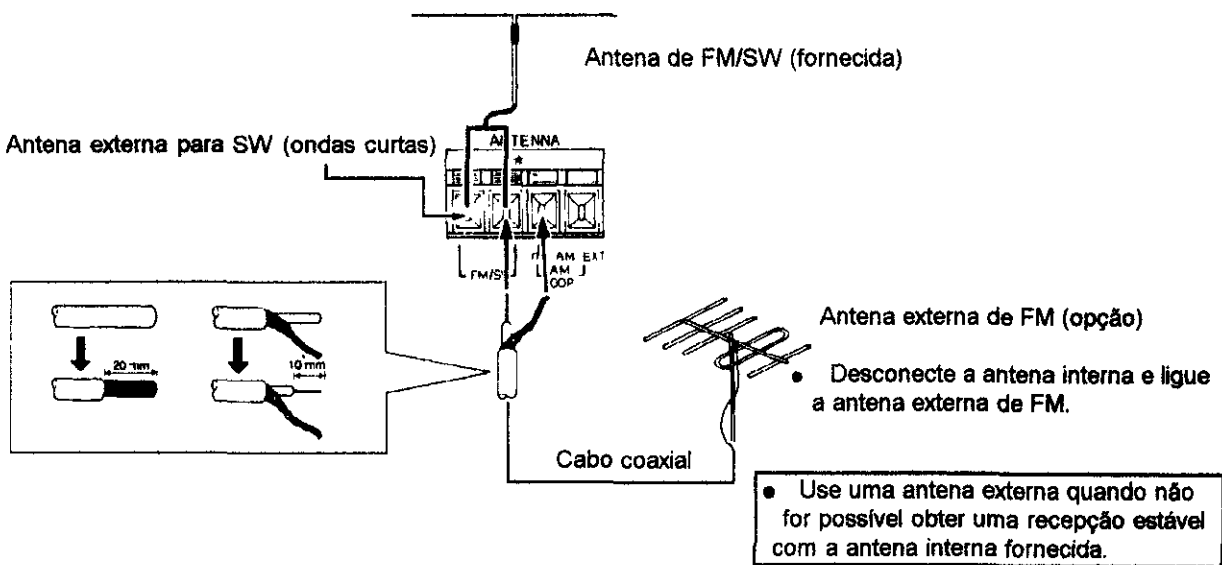 Antena de FM/SW (fornecida)
Antena externa para SW (ondas curtas)
ANTENNA
*
FM/SW
AM EXT
AM
20 mm
10 mm
Antena externa de FM (opção)
• Desconecte a antena interna e ligue
a antena externa de FM.
Cabo coaxial
• Use uma antena externa quando não
for possível obter uma recepção estável
com a antena interna fornecida.